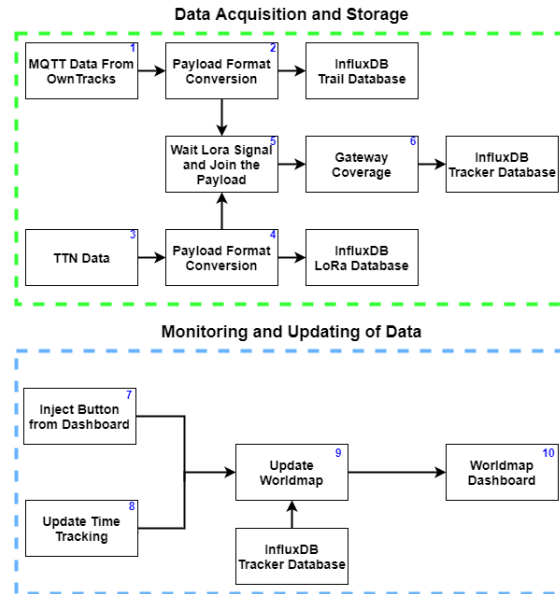 Data Acquisition and Storage
1
MQTT Data From
OwnTracks
2
Payload Format
Conversion
InfluxDB
Trail Database
5
Wait Lora Signal
and Join the
Payload
6
Gateway
Coverage
InfluxDB
Tracker Database
3
TTN Data
4
Payload Format
Conversion
InfluxDB
LoRa Database
Monitoring and Updating of Data
7
Inject Button
from Dashboard
8
Update Time
Tracking
9
Update
Worldmap
10
Worldmap
Dashboard
InfluxDB
Tracker Database